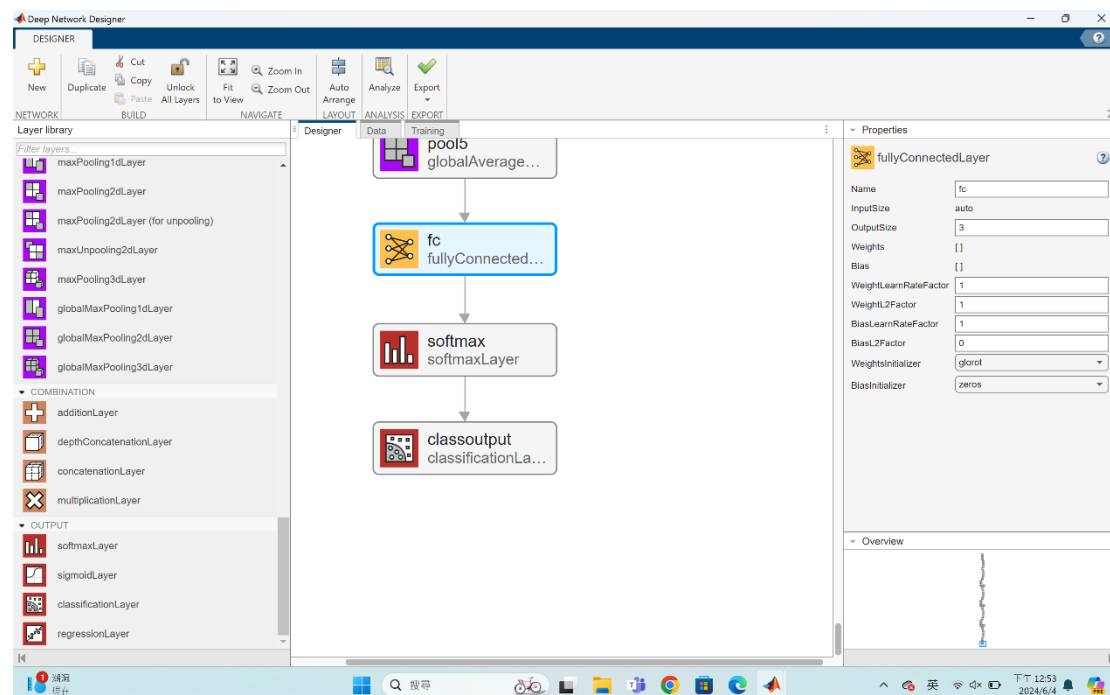 Deep Network Designer
DESIGNER
New
Duplicate
Cut
Copy
Paste
Unlock
All Layers
Fit
to View
Zoom In
Zoom Out
Auto
Arrange
Analyze
Export
NETWORK
BUILD
NAVIGATE
LAYOUT
ANALYSIS
EXPORT
Layer library
Filter layers...
maxPooling1dLayer
maxPooling2dLayer
maxPooling2dLayer (for unpooling)
maxUnpooling2dLayer
maxPooling3dLayer
globalMaxPooling1dLayer
globalMaxPooling2dLayer
globalMaxPooling3dLayer
COMBINATION
additionLayer
depthConcatenationLayer
concatenationLayer
multiplicationLayer
OUTPUT
softmaxLayer
sigmoidLayer
classificationLayer
regressionLayer
Designer
Data
Training
pool5
globalAverage...
fc
fullyConnected...
softmax
softmaxLayer
classoutput
classificationLa...
Properties
fullyConnectedLayer
Name fc
InputSize auto
OutputSize 3
Weights [ ]
Bias [ ]
WeightLearnRateFactor 1
WeightL2Factor 1
BiasLearnRateFactor 1
BiasL2Factor 0
WeightsInitializer glorot
BiasInitializer zeros
Overview
1
現在
搜尋
英
下午 12:53
2024/6/4
PRE